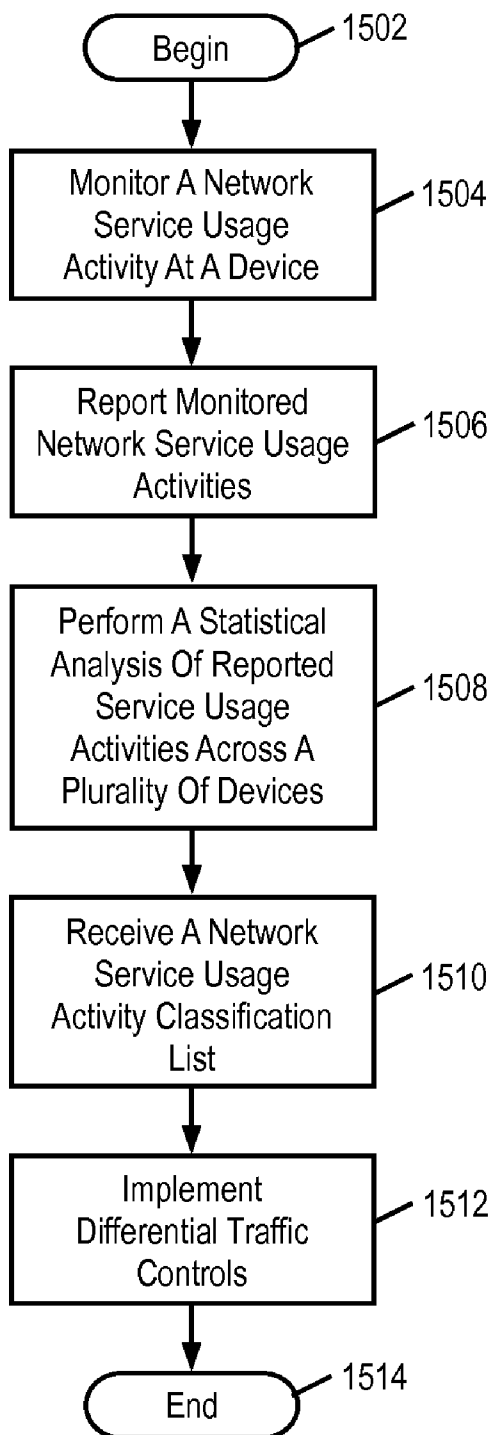 Begin
1502
Monitor A Network
Service Usage
Activity At A Device
1504
Report Monitored
Network Service Usage
Activities
1506
Perform A Statistical
Analysis Of Reported
Service Usage
Activities Across A
Plurality Of Devices
1508
Receive A Network
Service Usage
Activity Classification
List
1510
Implement
Differential Traffic
Controls
1512
End
1514